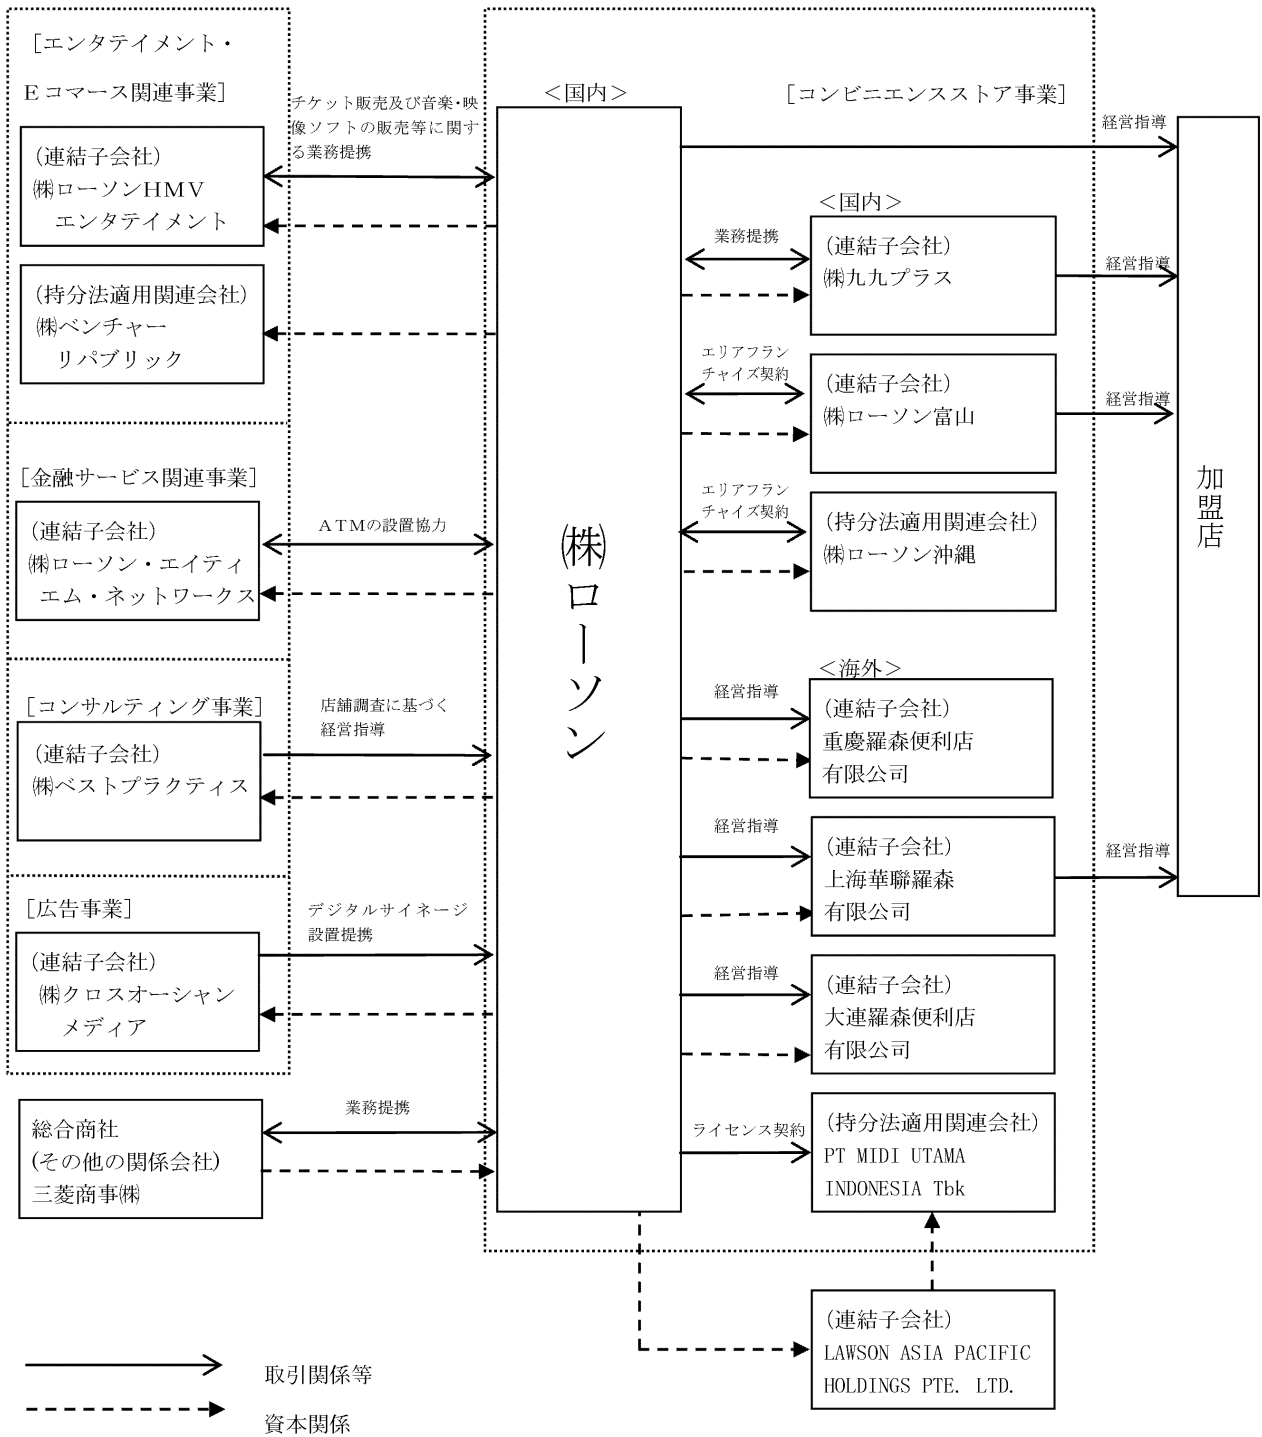 ［エンタテイメント・
Ｅコマース関連事業］
(連結子会社)
㈱ローソンＨＭＶ
エンタテイメント
(持分法適用関連会社)
㈱ベンチャー
リパブリック
チケット販売及び音楽・映
像ソフトの販売等に関す
る業務提携
［金融サービス関連事業］
(連結子会社)
㈱ローソン・エイティ
エム・ネットワークス
ＡＴＭの設置協力
［コンサルティング事業］
(連結子会社)
㈱ベストプラクティス
店舗調査に基づく
経営指導
［広告事業］
(連結子会社)
㈱クロスオーシャン
メディア
デジタルサイネージ
設置提携
総合商社
(その他の関係会社)
三菱商事㈱
業務提携
＜国内＞
㈱ローソン
［コンビニエンスストア事業］
経営指導
＜国内＞
業務提携
(連結子会社)
㈱九九プラス
経営指導
エリアフラン
チャイズ契約
(連結子会社)
㈱ローソン富山
経営指導
エリアフラン
チャイズ契約
(持分法適用関連会社)
㈱ローソン沖縄
＜海外＞
経営指導
(連結子会社)
重慶羅森便利店
有限公司
経営指導
(連結子会社)
上海華聯羅森
有限公司
経営指導
経営指導
(連結子会社)
大連羅森便利店
有限公司
ライセンス契約
(持分法適用関連会社)
PT MIDI UTAMA
INDONESIA Tbk
(連結子会社)
LAWSON ASIA PACIFIC
HOLDINGS PTE. LTD.
加盟店
取引関係等
資本関係